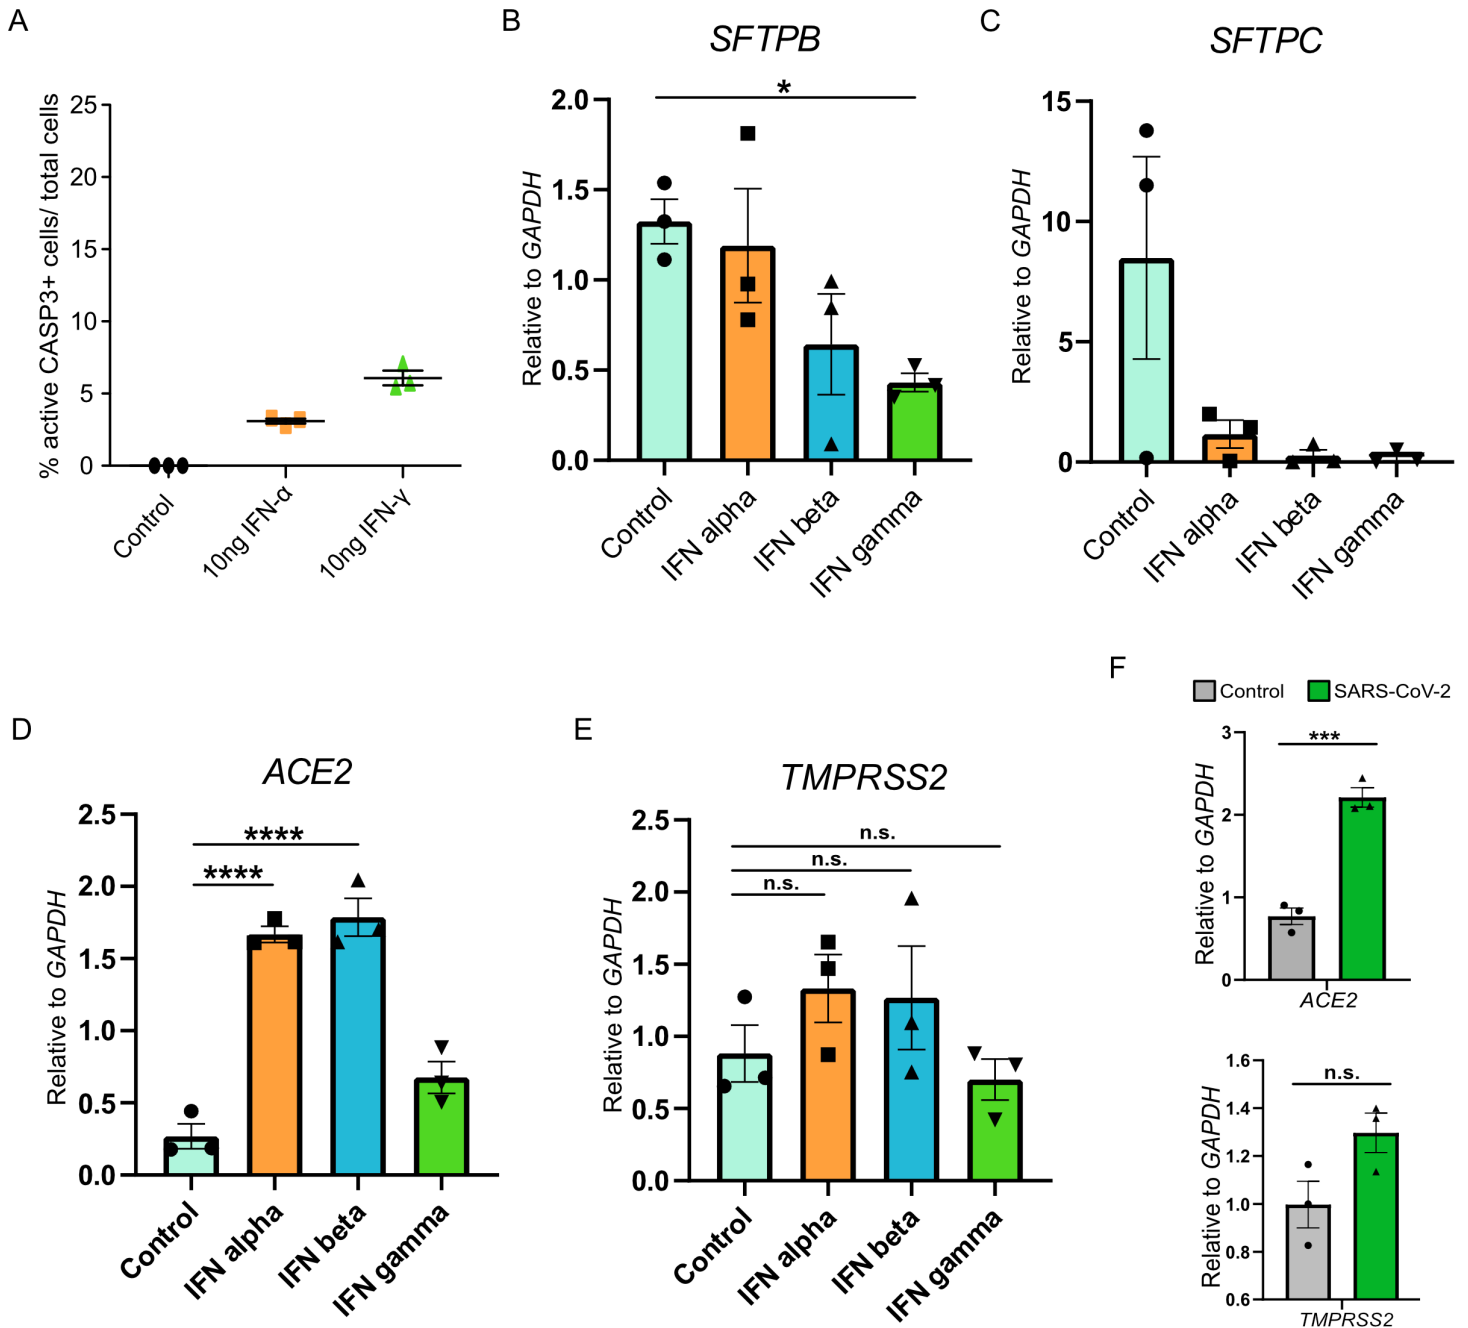 A
% active CASP3+ cells/ total cells
25
20
15
10
5
0
Control
10ng IFN-α
10ng IFN-γ
B
SFTPB
*
Relative to GAPDH
2.0
1.5
1.0
0.5
0.0
Control
IFN alpha
IFN beta
IFN gamma
C
SFTPC
Relative to GAPDH
15
10
5
0
Control
IFN alpha
IFN beta
IFN gamma
D
ACE2
****
****
Relative to GAPDH
2.5
2.0
1.5
1.0
0.5
0.0
Control
IFN alpha
IFN beta
IFN gamma
E
TMPRSS2
n.s.
n.s.
n.s.
Relative to GAPDH
2.5
2.0
1.5
1.0
0.5
0.0
Control
IFN alpha
IFN beta
IFN gamma
F
Control SARS-CoV-2
***
Relative to GAPDH
3
2
1
0
ACE2
n.s.
Relative to GAPDH
1.6
1.4
1.2
1.0
0.8
0.6
TMPRSS2